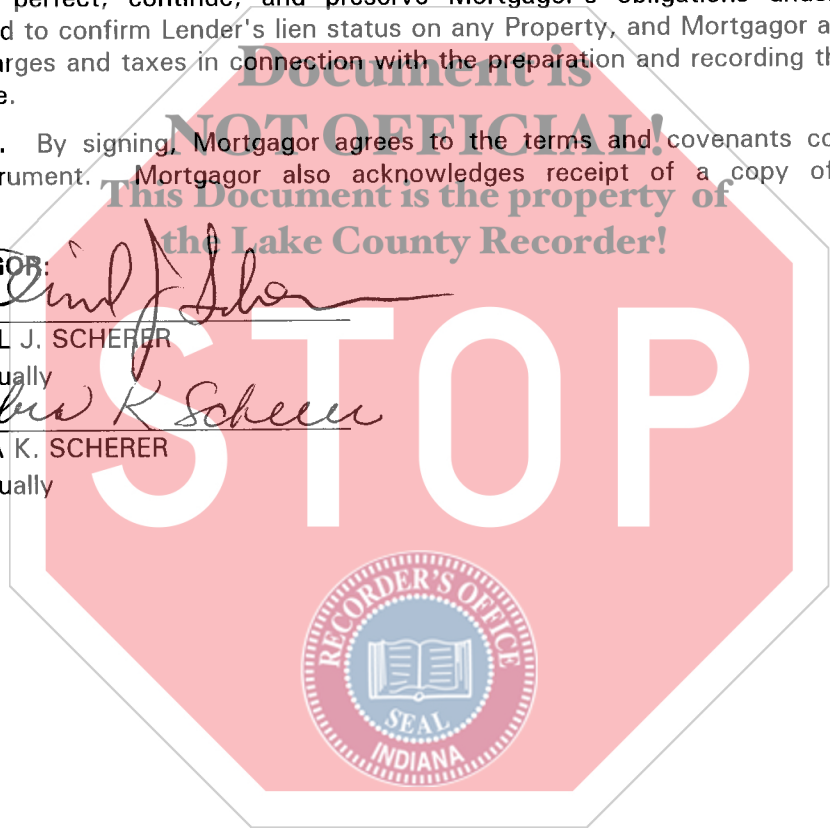 perfect, continue, and preserve Mortgagor's obligations
d to confirm Lender's lien status on any Property, and Mortgagor a
arges and taxes in connection with the preparation and recording th
e.
Document is
NOT OFFICIAL!
This Document is the property of
the Lake County Recorder!
. By signing, Mortgagor agrees to the terms and covenants co
rument. Mortgagor also acknowledges receipt of a copy of
GOR:
L J. SCHERER
ually
K Scherer
A K. SCHERER
ually
STOP
RECORDER'S OFFICE
SEAL
INDIANA